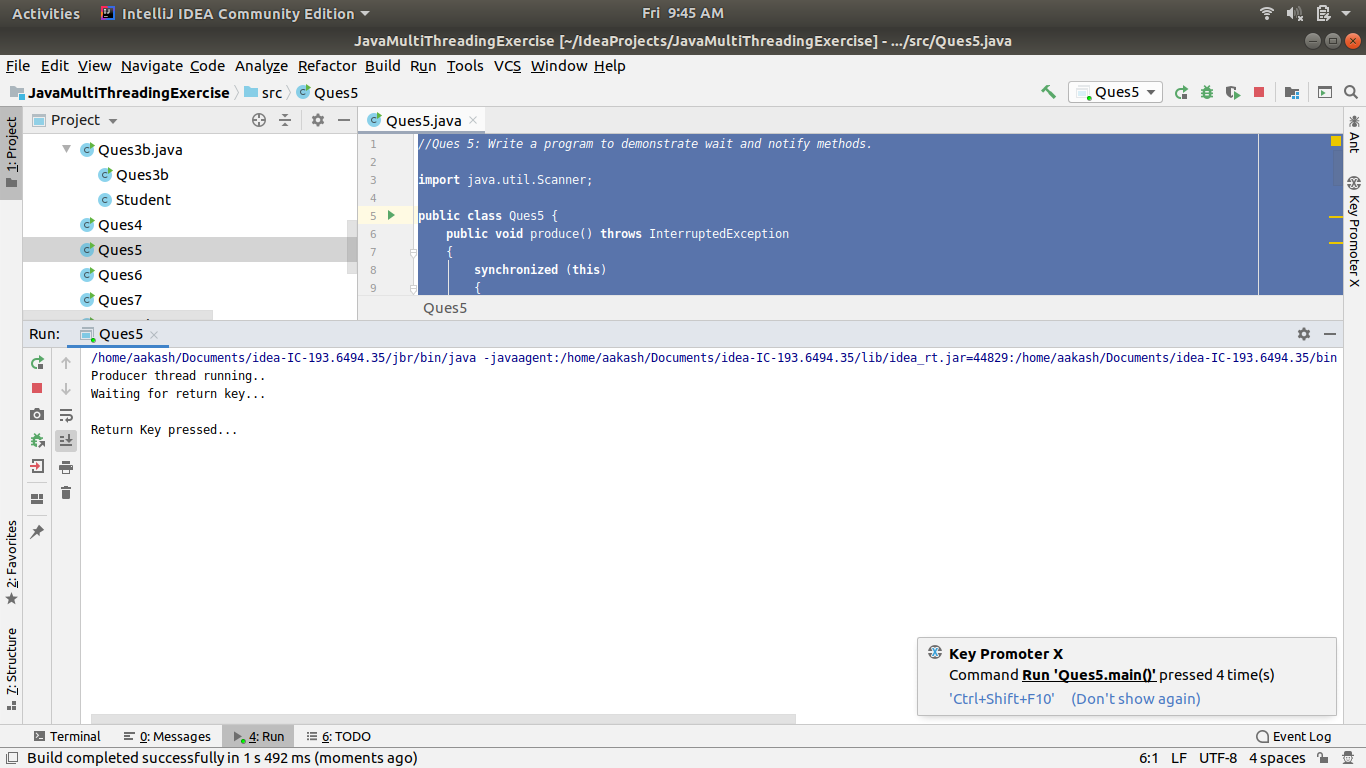 Activities IntelliJ IDEA Community Edition Fri 9:45 AM
JavaMultiThreadingExercise [~/IdeaProjects/JavaMultiThreadingExercise] - .../src/Ques5.java
File Edit View Navigate Code Analyze Refactor Build Run Tools VCS Window Help
JavaMultiThreadingExercise src Ques5 Ques5
1: Project
Project
Ques3b.java
Ques3b
Student
Ques4
Ques5
Ques6
Ques7
Ques5.java
1 //Ques 5: Write a program to demonstrate wait and notify methods.
2
3 import java.util.Scanner;
4
5 public class Ques5 {
6 public void produce() throws InterruptedException
7 {
8 synchronized (this)
9 {
Ques5
Ant
Key Promoter X
Run: Ques5
/home/aakash/Documents/idea-IC-193.6494.35/jbr/bin/java -javaagent:/home/aakash/Documents/idea-IC-193.6494.35/lib/idea_rt.jar=44829:/home/aakash/Documents/idea-IC-193.6494.35/bin
Producer thread running..
Waiting for return key...
Return Key pressed...
2: Favorites
7: Structure
Key Promoter X
Command Run 'Ques5.main()' pressed 4 time(s)
'Ctrl+Shift+F10' (Don't show again)
Terminal 0: Messages 4: Run 6: TODO Event Log
Build completed successfully in 1 s 492 ms (moments ago) 6:1 LF UTF-8 4 spaces